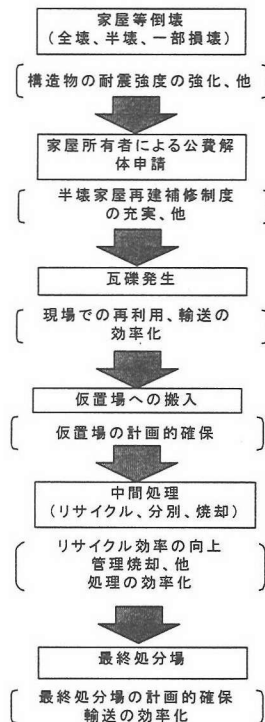 家屋等倒壊
（全壊、半壊、一部損壊）
構造物の耐震強度の強化、他
家屋所有者による公費解
体申請
半壊家屋再建補修制度
の充実、他
瓦礫発生
現場での再利用、輸送の
効率化
仮置場への搬入
仮置場の計画的確保
中間処理
（リサイクル、分別、焼却）
リサイクル効率の向上
管理焼却、他
処理の効率化
最終処分場
最終処分場の計画的確保
輸送の効率化